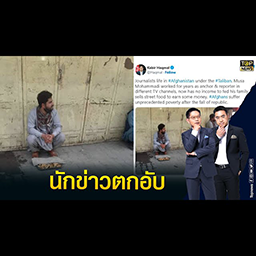 Kabir Haqmal
@Haqmal · Follow
Journalists life in #Afghanistan under the #Taliban. Musa
Mohammadi worked for years as anchor & reporter in
different TV channels, now has no income to fed his family. &
sells street food to earn some money. #Afghans suffer
unprecedented poverty after the fall of republic.
TOP
NEWS
นักข่าวตกอับ